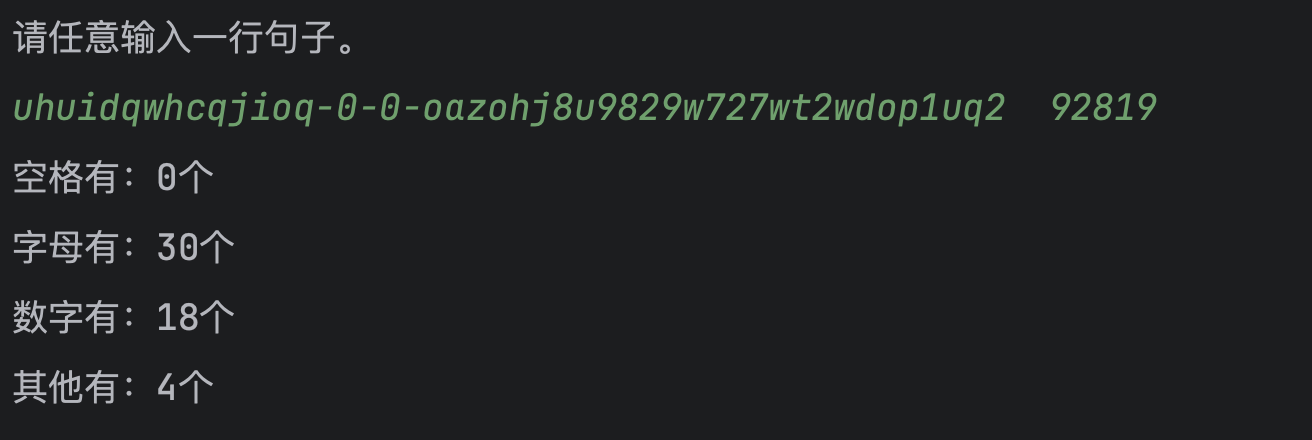 请任意输入一行句子。
uhuidqwhcqjioq-0-0-oazohj8u9829w727wt2wdop1uq2  92819
空格有：0个
字母有：30个
数字有：18个
其他有：4个